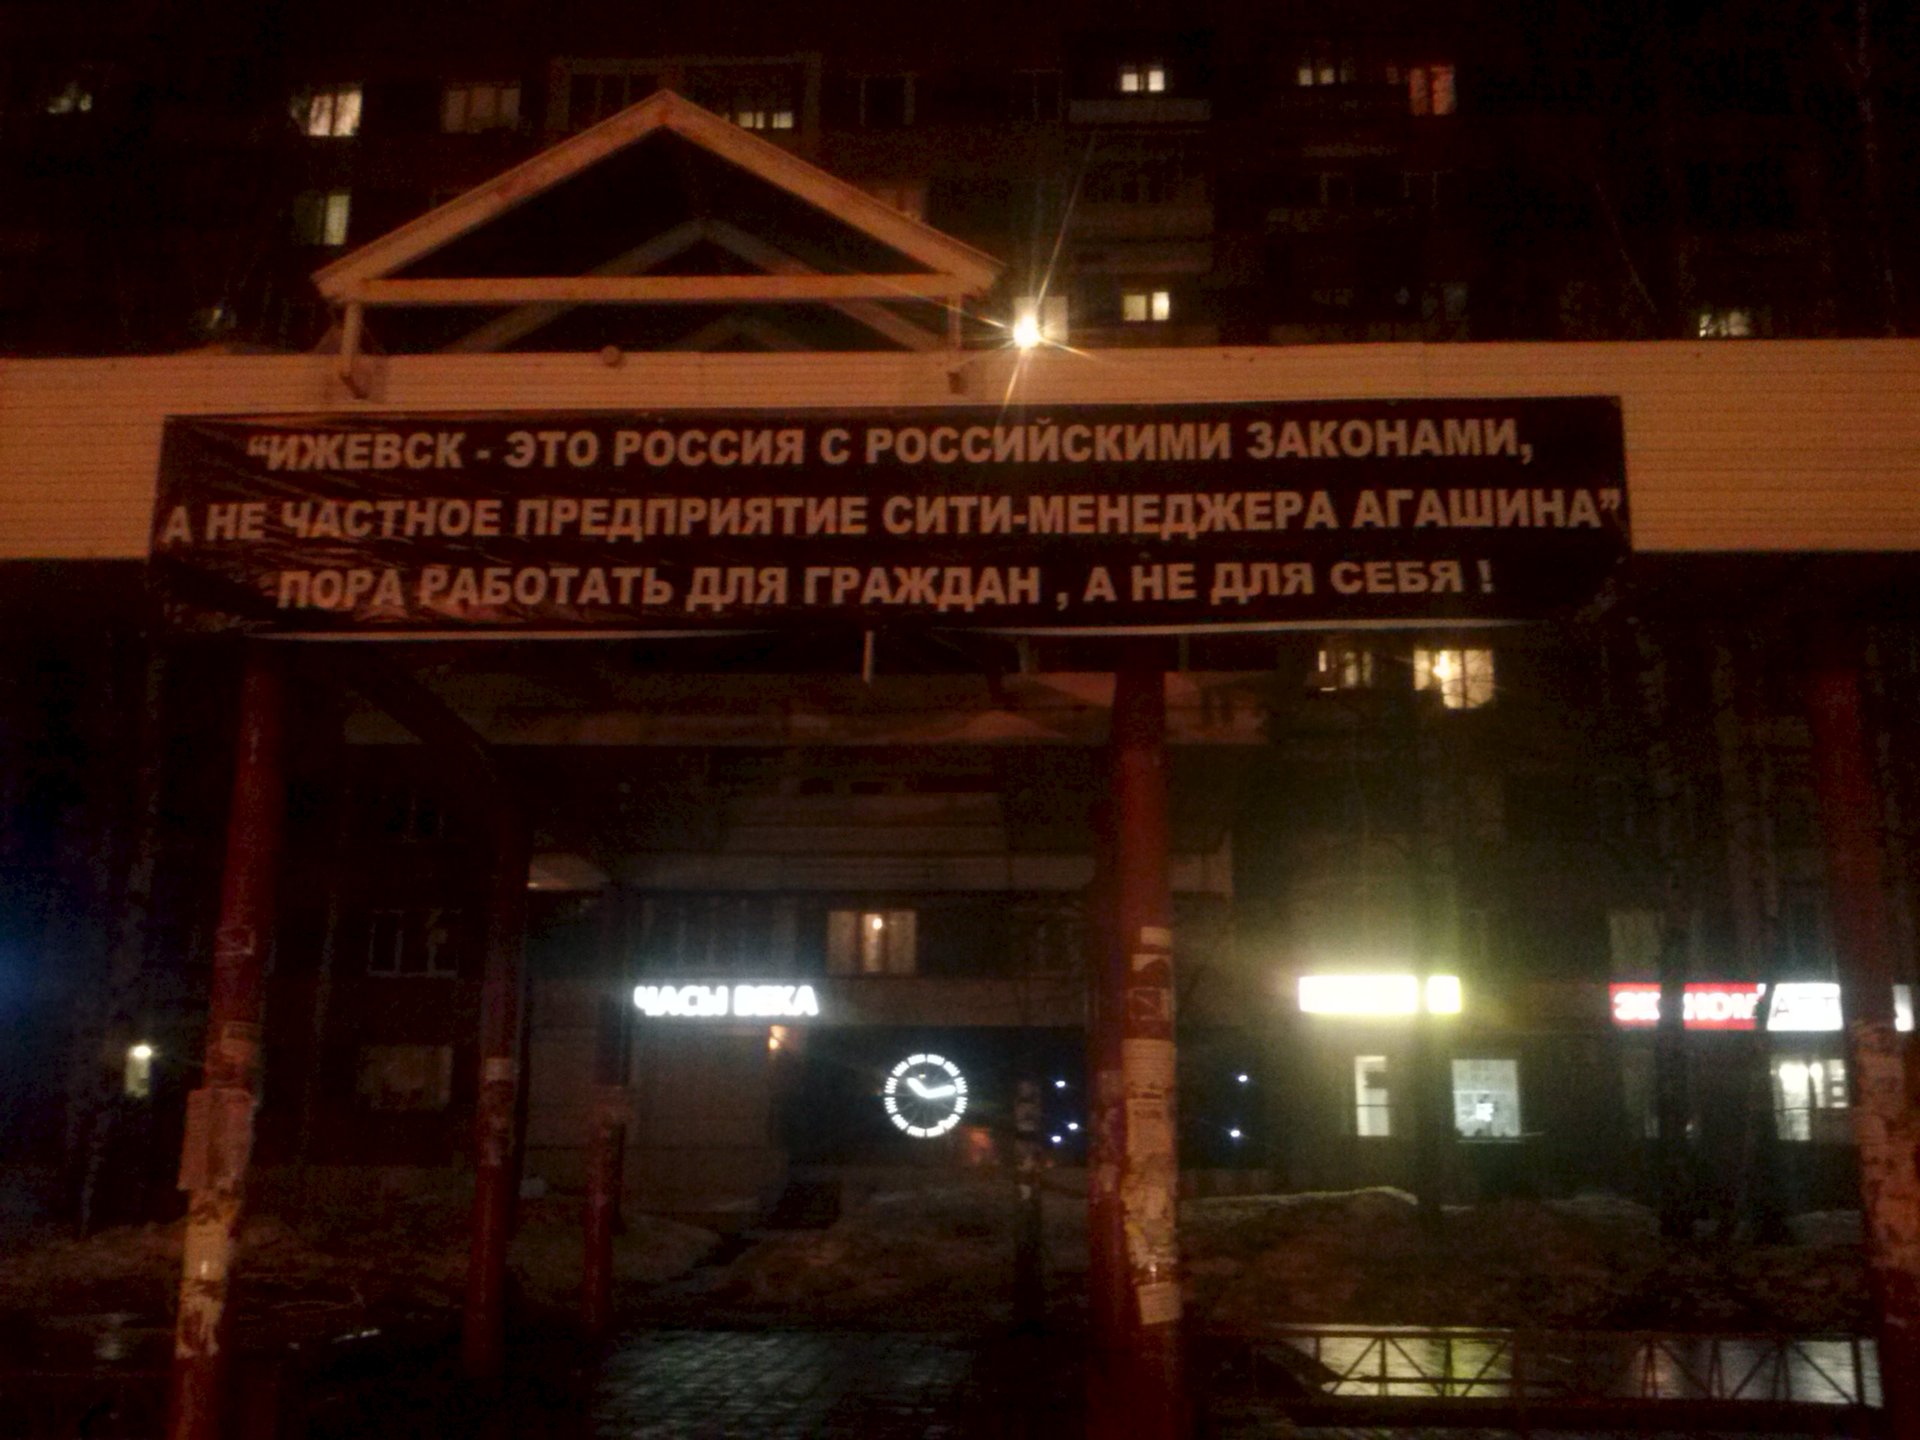 “ИЖЕВСК - ЭТО РОССИЯ С РОССИЙСКИМИ ЗАКОНАМИ,
А НЕ ЧАСТНОЕ ПРЕДПРИЯТИЕ СИТИ-МЕНЕДЖЕРА АГАШИНА”
ПОРА РАБОТАТЬ ДЛЯ ГРАЖДАН , А НЕ ДЛЯ СЕБЯ !
ЧАСЫ ВЕКА